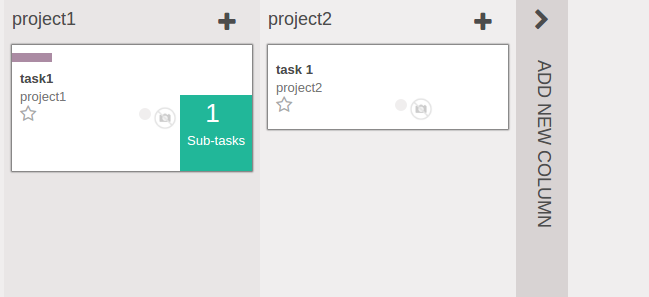 project1
task1
project1
1
Sub-tasks
project2
task 1
project2
ADD NEW COLUMN